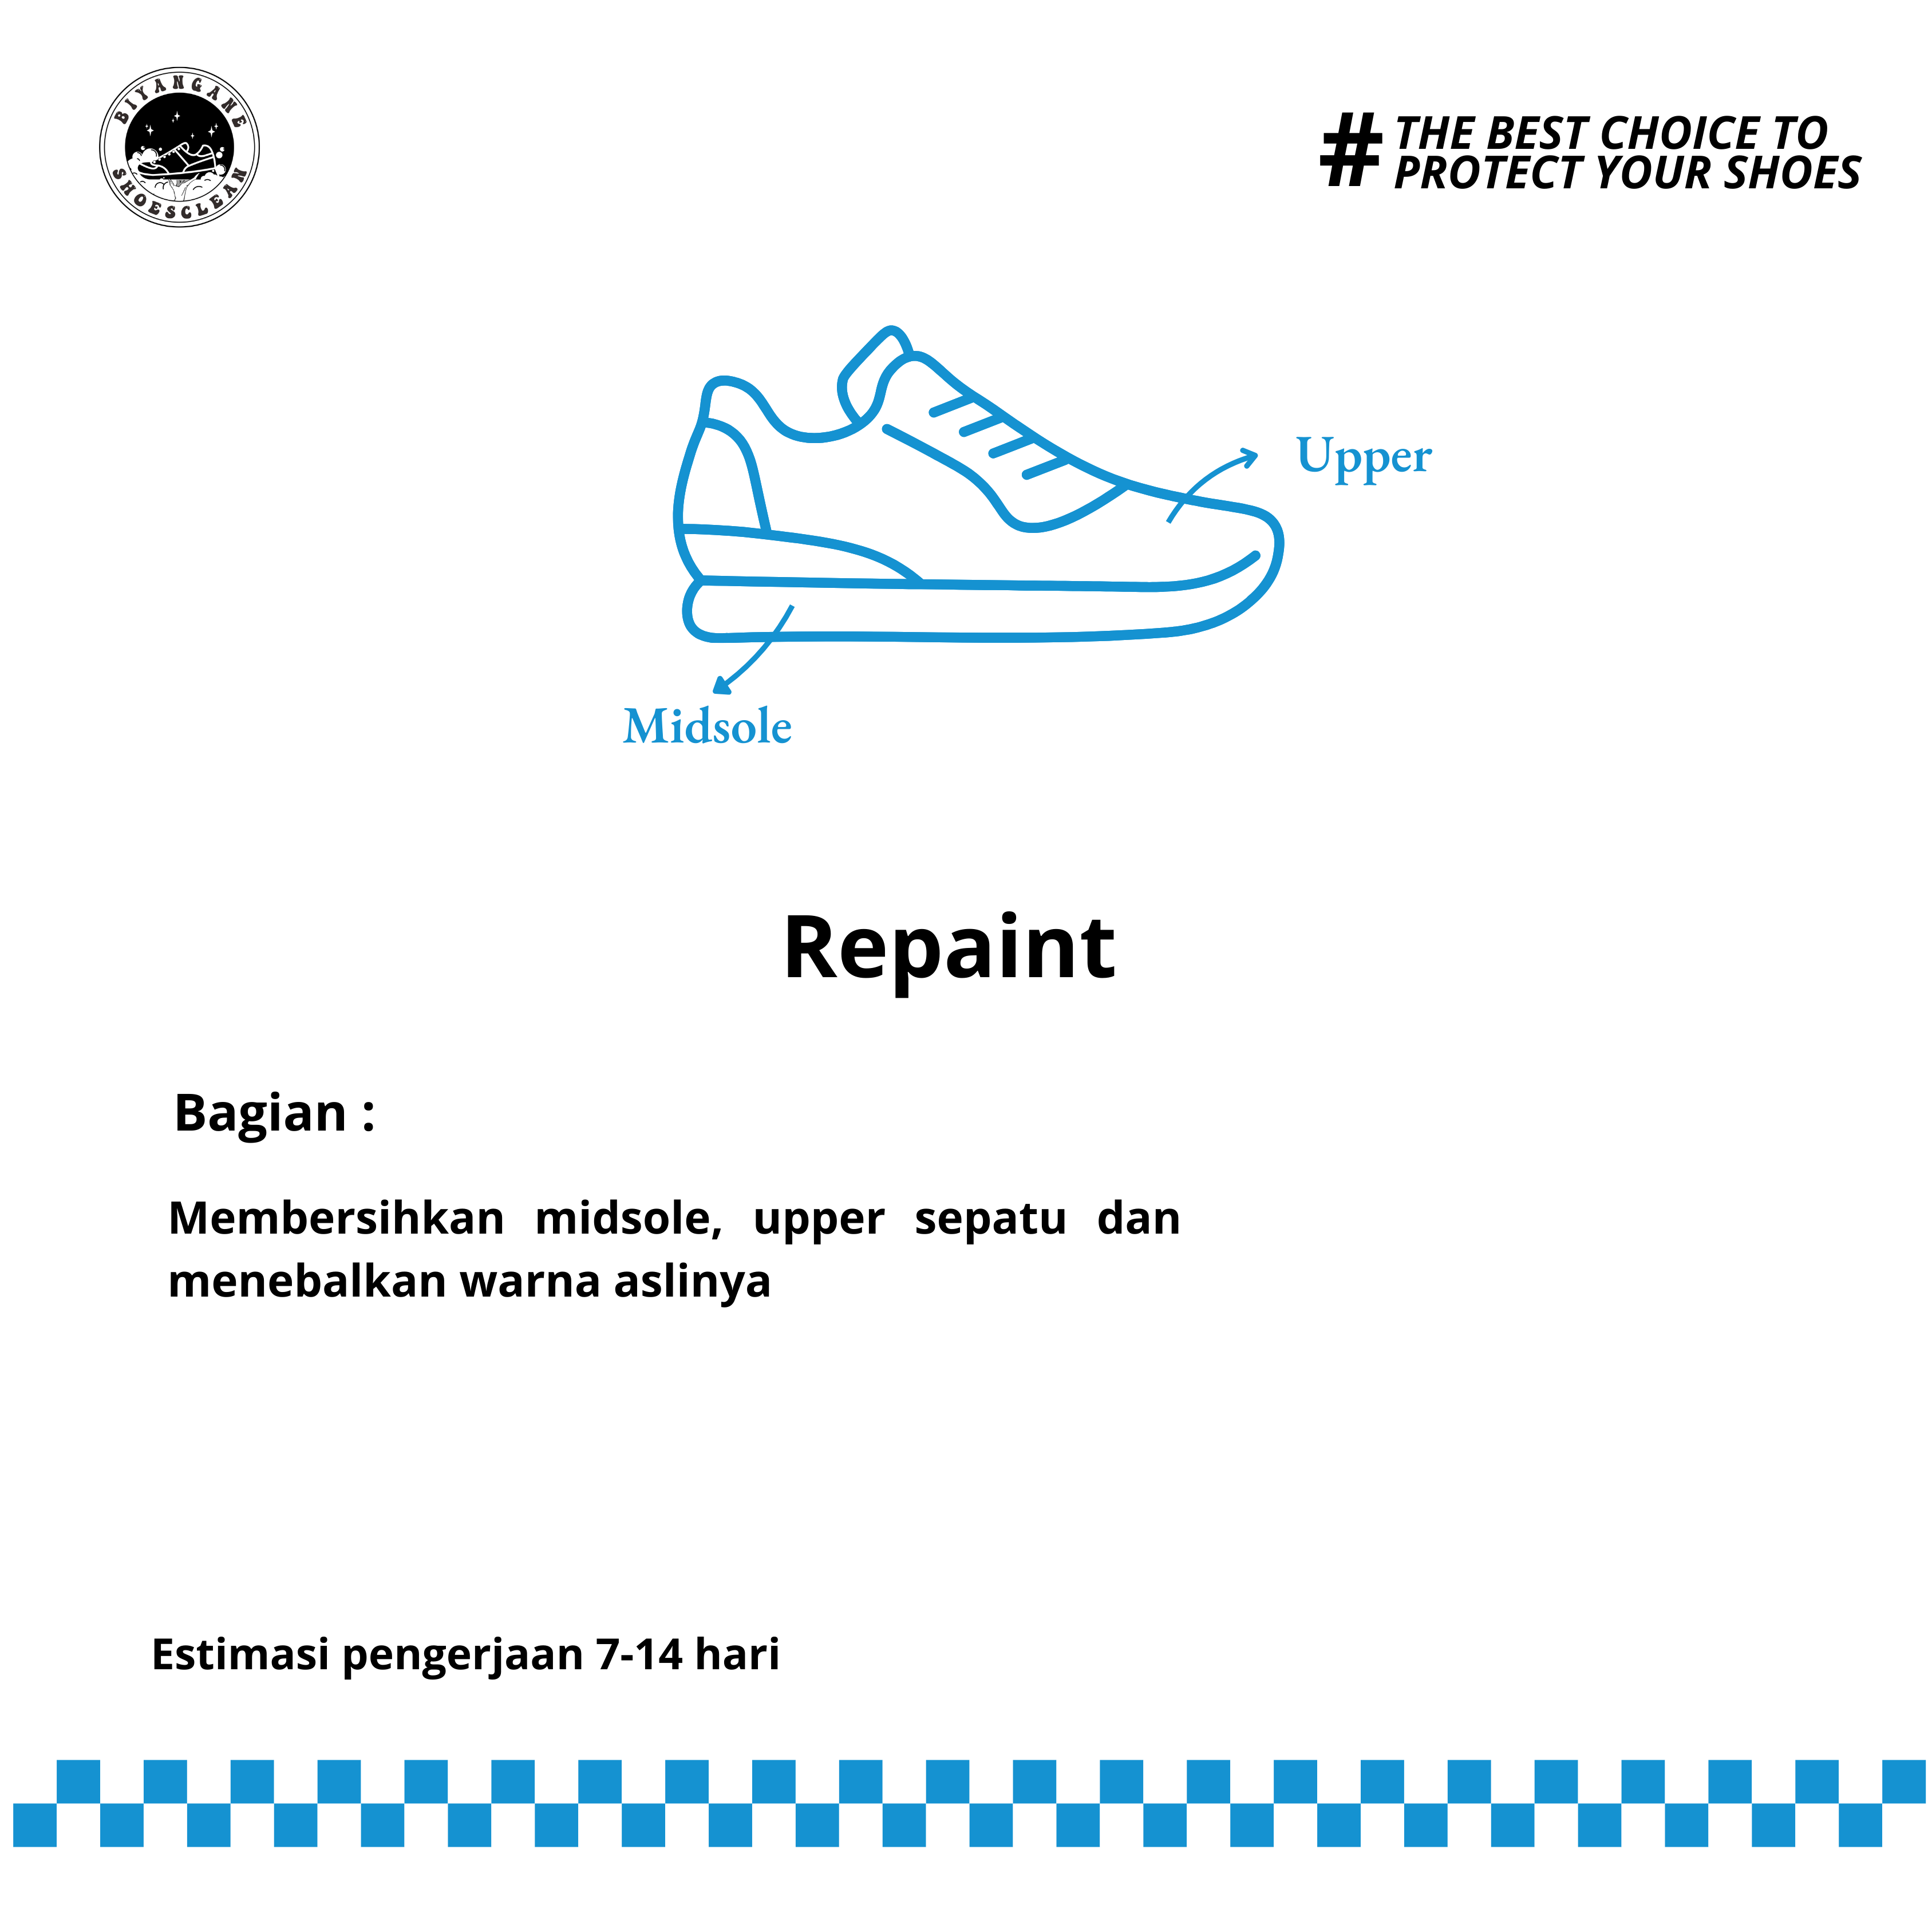 BIYANGANE
SHOESCLEAN
# THE BEST CHOICE TO
PROTECT YOUR SHOES
Upper
Midsole
Repaint
Bagian :
Membersihkan midsole, upper sepatu dan
menebalkan warna aslinya
Estimasi pengerjaan 7-14 hari